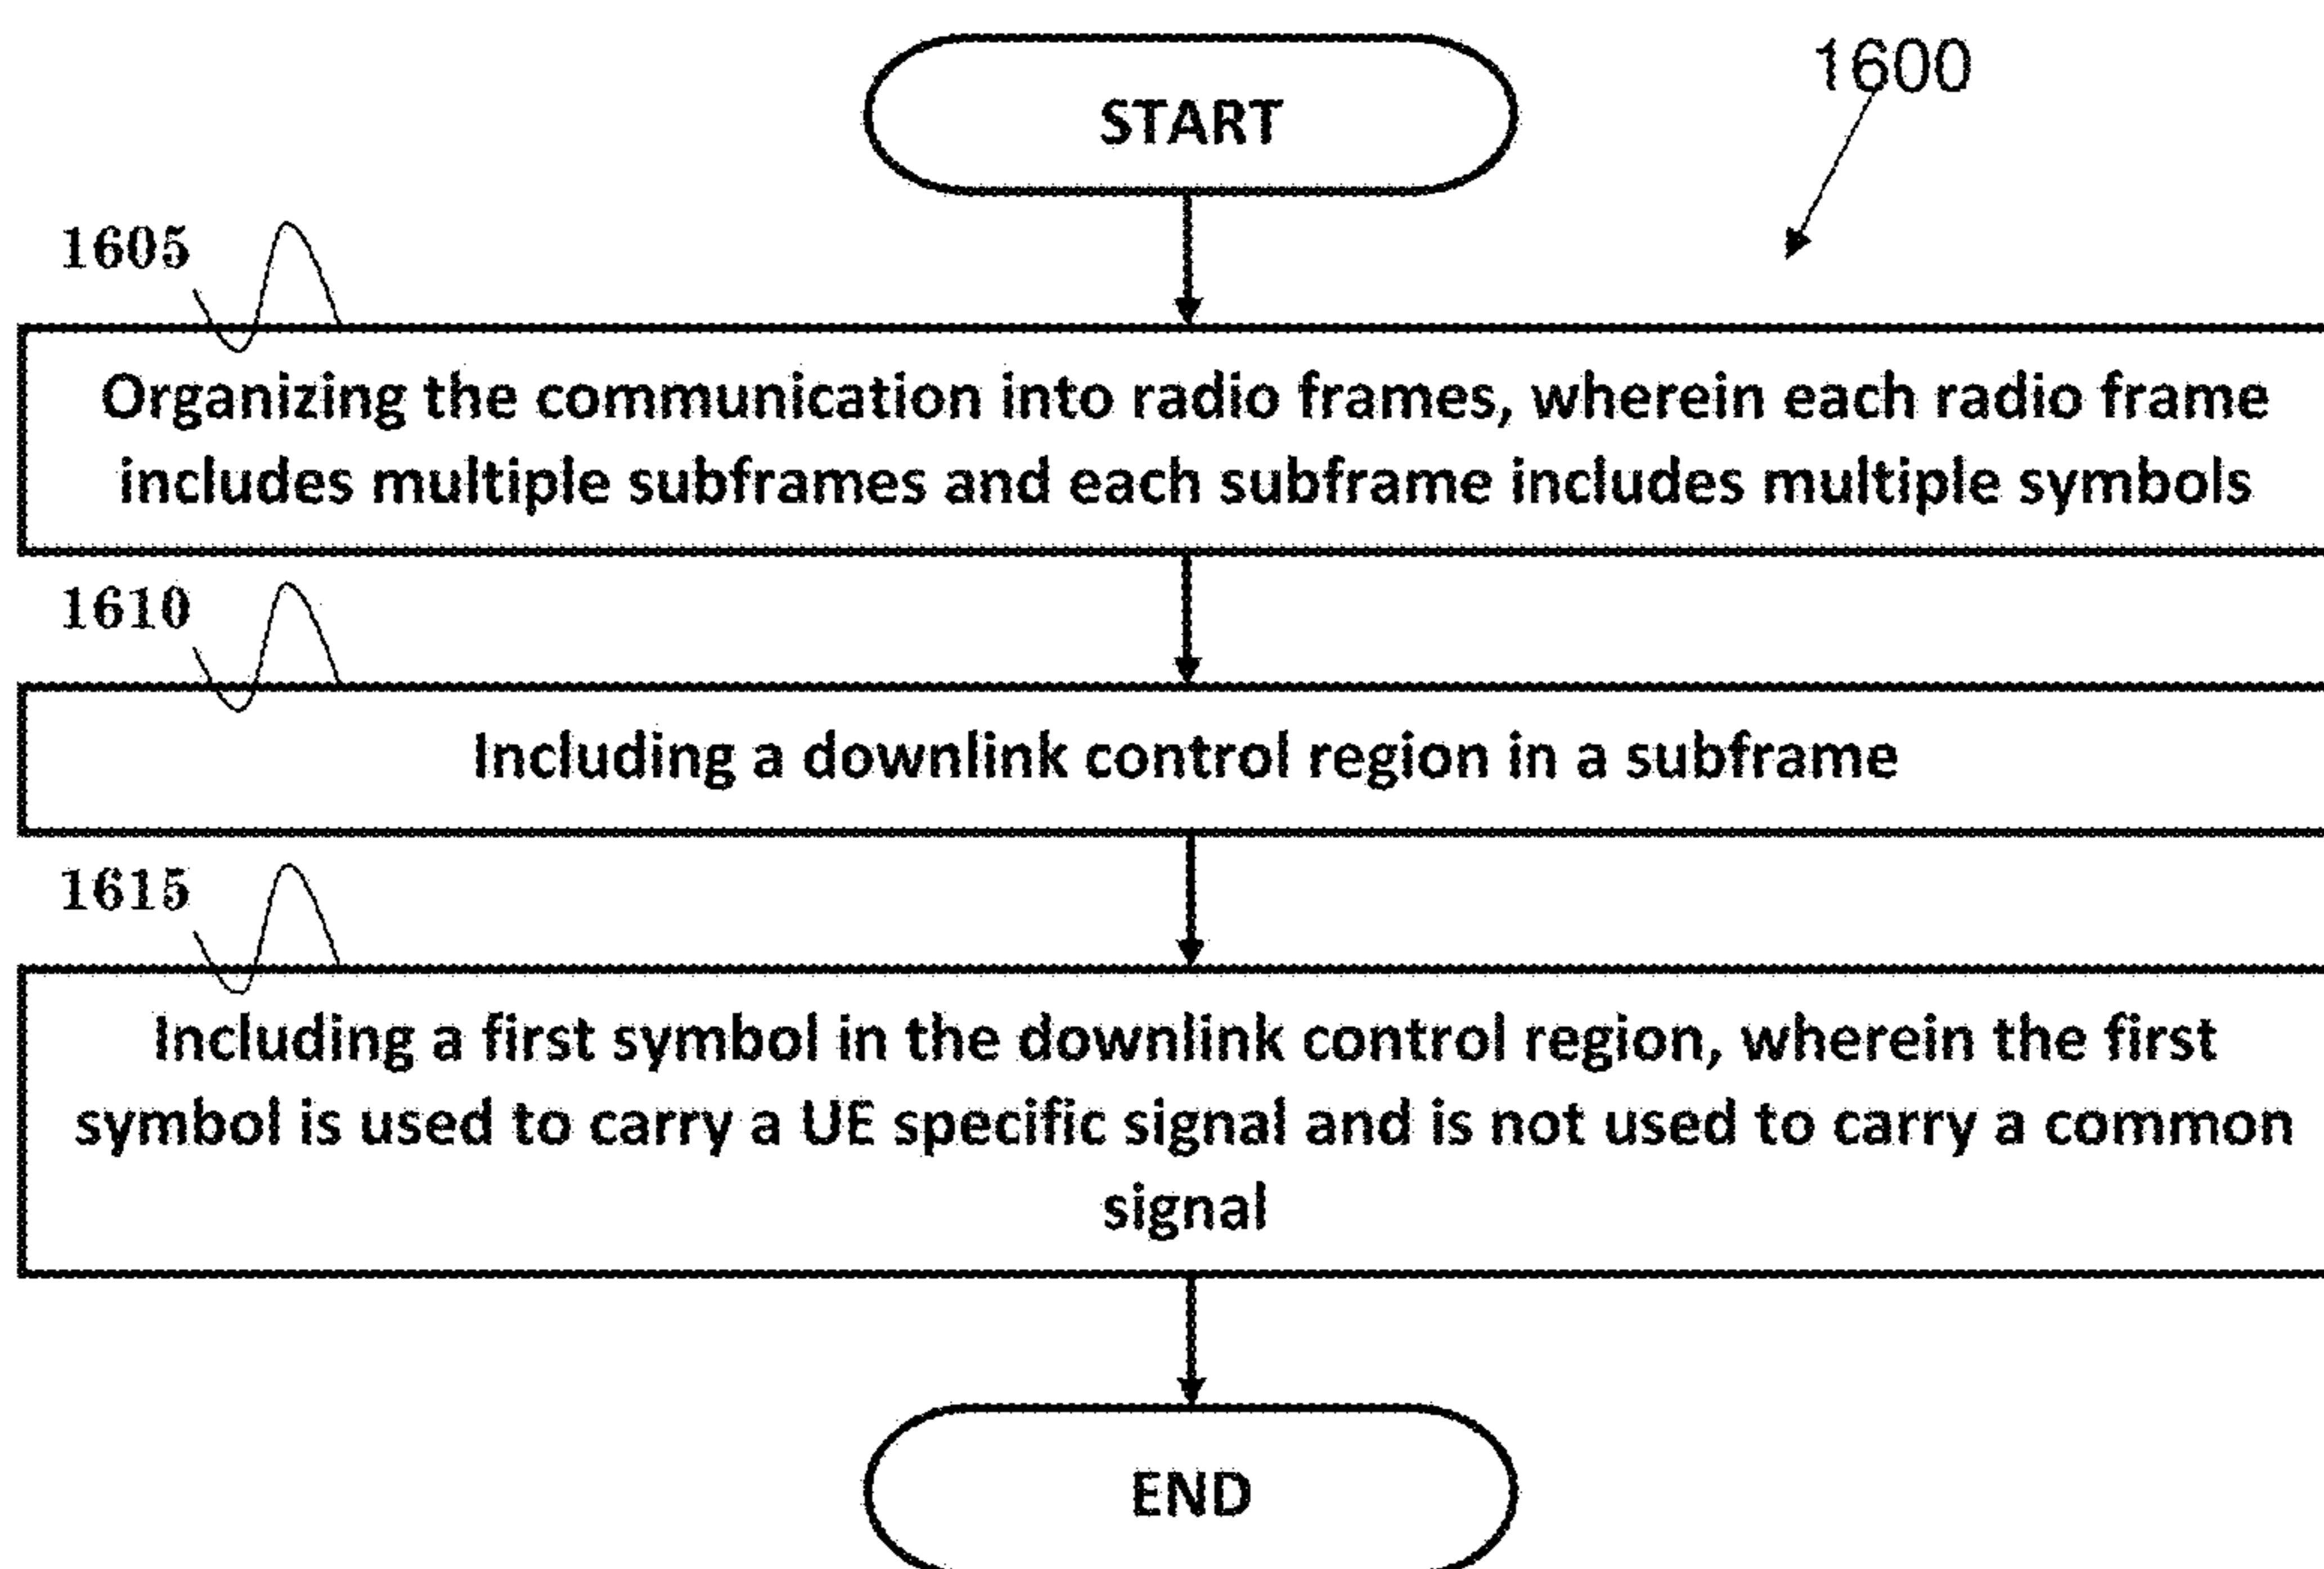 START
1600
1605
Organizing the communication into radio frames, wherein each radio frame
includes multiple subframes and each subframe includes multiple symbols
1610
Including a downlink control region in a subframe
1615
Including a first symbol in the downlink control region, wherein the first
symbol is used to carry a UE specific signal and is not used to carry a common
signal
END